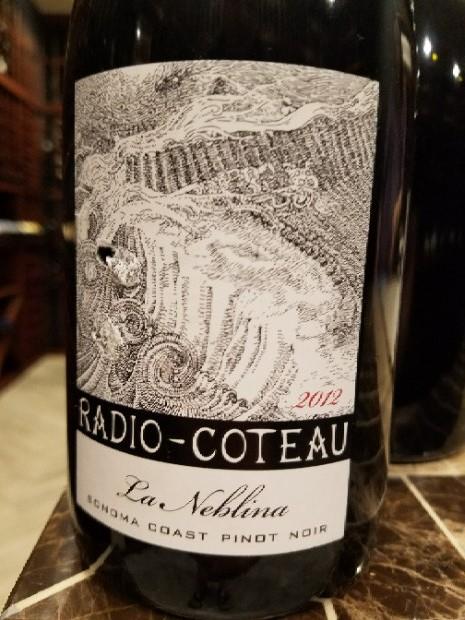 2012
RADIO-COTEAU
La Neblina
SONOMA COAST PINOT NOIR